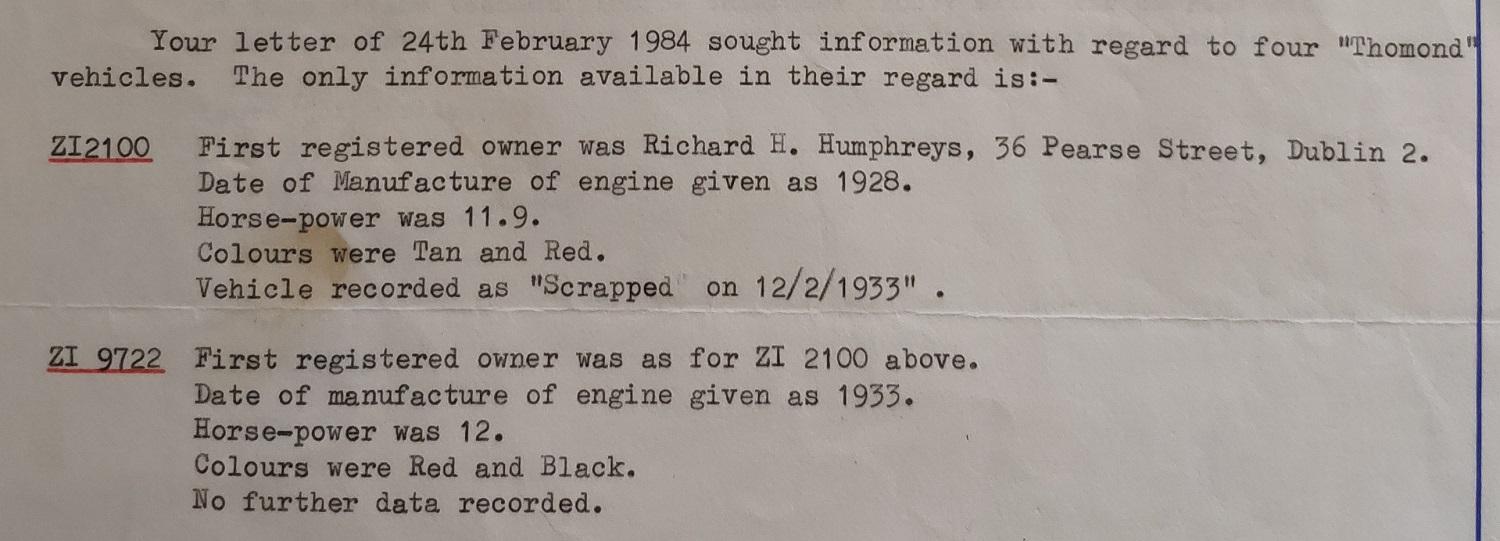 Your letter of 24th February 1984 sought information with regard to four "Thomond"
vehicles. The only information available in their regard is:-
ZI2100 First registered owner was Richard H. Humphreys, 36 Pearse Street, Dublin 2.
Date of Manufacture of engine given as 1928.
Horse-power was 11.9.
Colours were Tan and Red.
Vehicle recorded as "Scrapped on 12/2/1933" .
ZI 9722 First registered owner was as for ZI 2100 above.
Date of manufacture of engine given as 1933.
Horse-power was 12.
Colours were Red and Black.
No further data recorded.